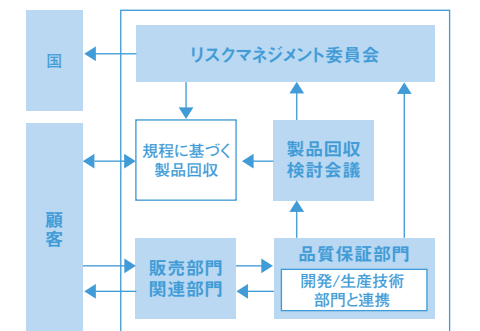 国
リスクマネジメント委員会
規程に基づく
製品回収
製品回収
検討会議
顧客
販売部門
関連部門
品質保証部門
開発/生産技術
部門と連携